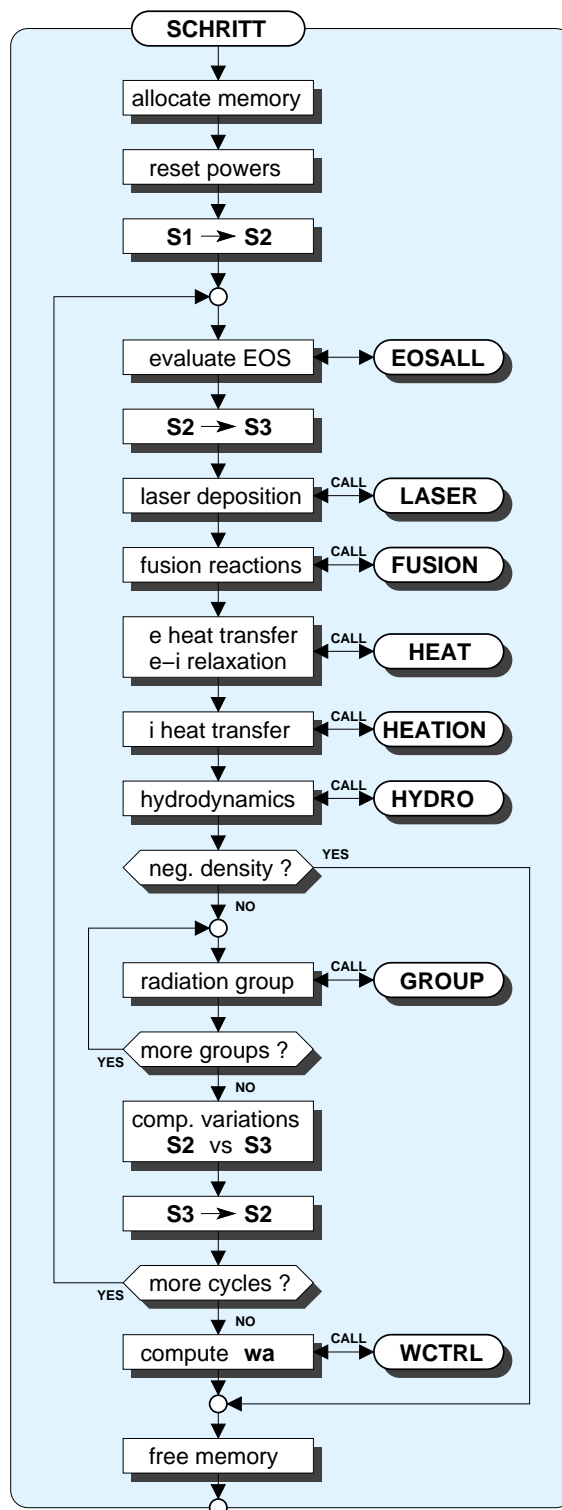 SCHRITT
allocate memory
reset powers
S1 → S2
evaluate EOS
EOSALL
S2 → S3
laser deposition
CALL
LASER
fusion reactions
CALL
FUSION
e heat transfer
e−i relaxation
CALL
HEAT
i heat transfer
CALL
HEATION
hydrodynamics
CALL
HYDRO
neg. density ?
YES
NO
radiation group
CALL
GROUP
more groups ?
YES
NO
comp. variations
S2 vs S3
S3 → S2
more cycles ?
YES
NO
compute wa
CALL
WCTRL
free memory